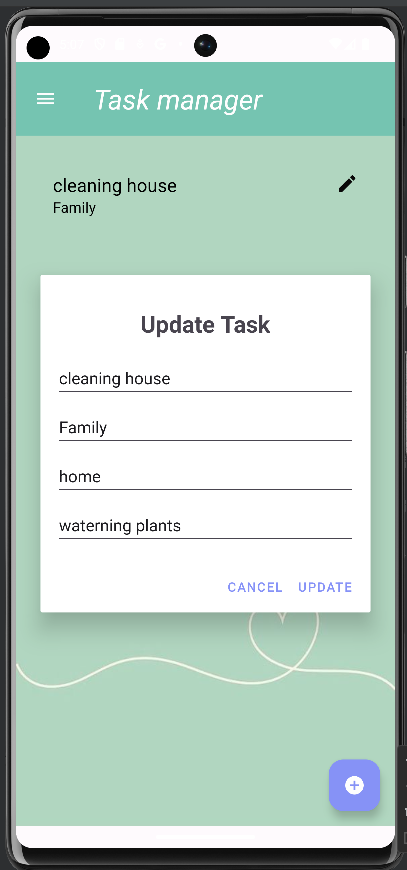 Task manager
cleaning house
Family
Update Task
cleaning house
Family
home
waterning plants
CANCEL UPDATE